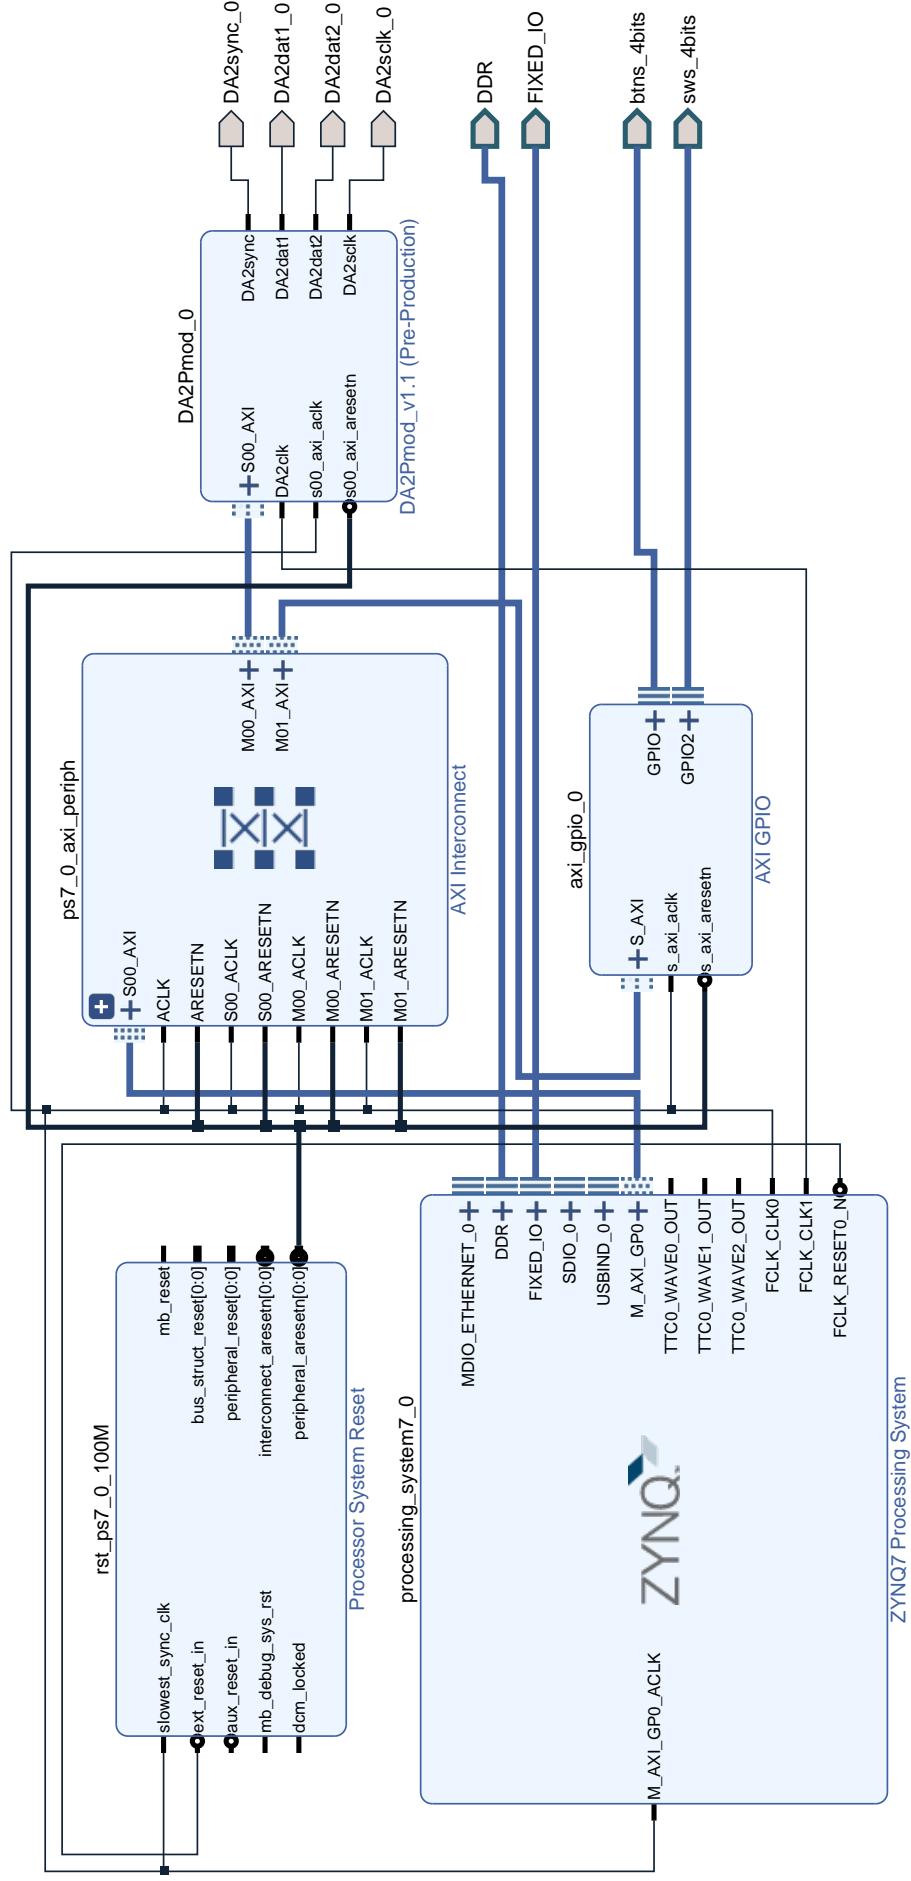 rst_ps7_0_100M
slowest_sync_clk
ext_reset_in
aux_reset_in
mb_debug_sys_rst
dcm_locked
mb_reset
bus_struct_reset[0:0]
peripheral_reset[0:0]
interconnect_aresetn[0:0]
peripheral_aresetn[0:0]
Processor System Reset
processing_system7_0
M_AXI_GP0_ACLK
ZYNQ
MDIO_ETHERNET_0
DDR
FIXED_IO
SDIO_0
USBIND_0
M_AXI_GP0
TTC0_WAVE0_OUT
TTC0_WAVE1_OUT
TTC0_WAVE2_OUT
FCLK_CLK0
FCLK_CLK1
FCLK_RESET0_N
ZYNQ7 Processing System
ps7_0_axi_periph
S00_AXI
ACLK
ARESETN
S00_ACLK
S00_ARESETN
M00_ACLK
M00_ARESETN
M01_ACLK
M01_ARESETN
M00_AXI
M01_AXI
AXI Interconnect
axi_gpio_0
S_AXI
s_axi_aclk
s_axi_aresetn
GPIO
GPIO2
AXI GPIO
DA2Pmod_0
S00_AXI
DA2clk
s00_axi_aclk
s00_axi_aresetn
DA2sync
DA2dat1
DA2dat2
DA2sclk
DA2Pmod_v1.1 (Pre-Production)
DA2sync_0
DA2dat1_0
DA2dat2_0
DA2sclk_0
DDR
FIXED_IO
btns_4bits
sws_4bits